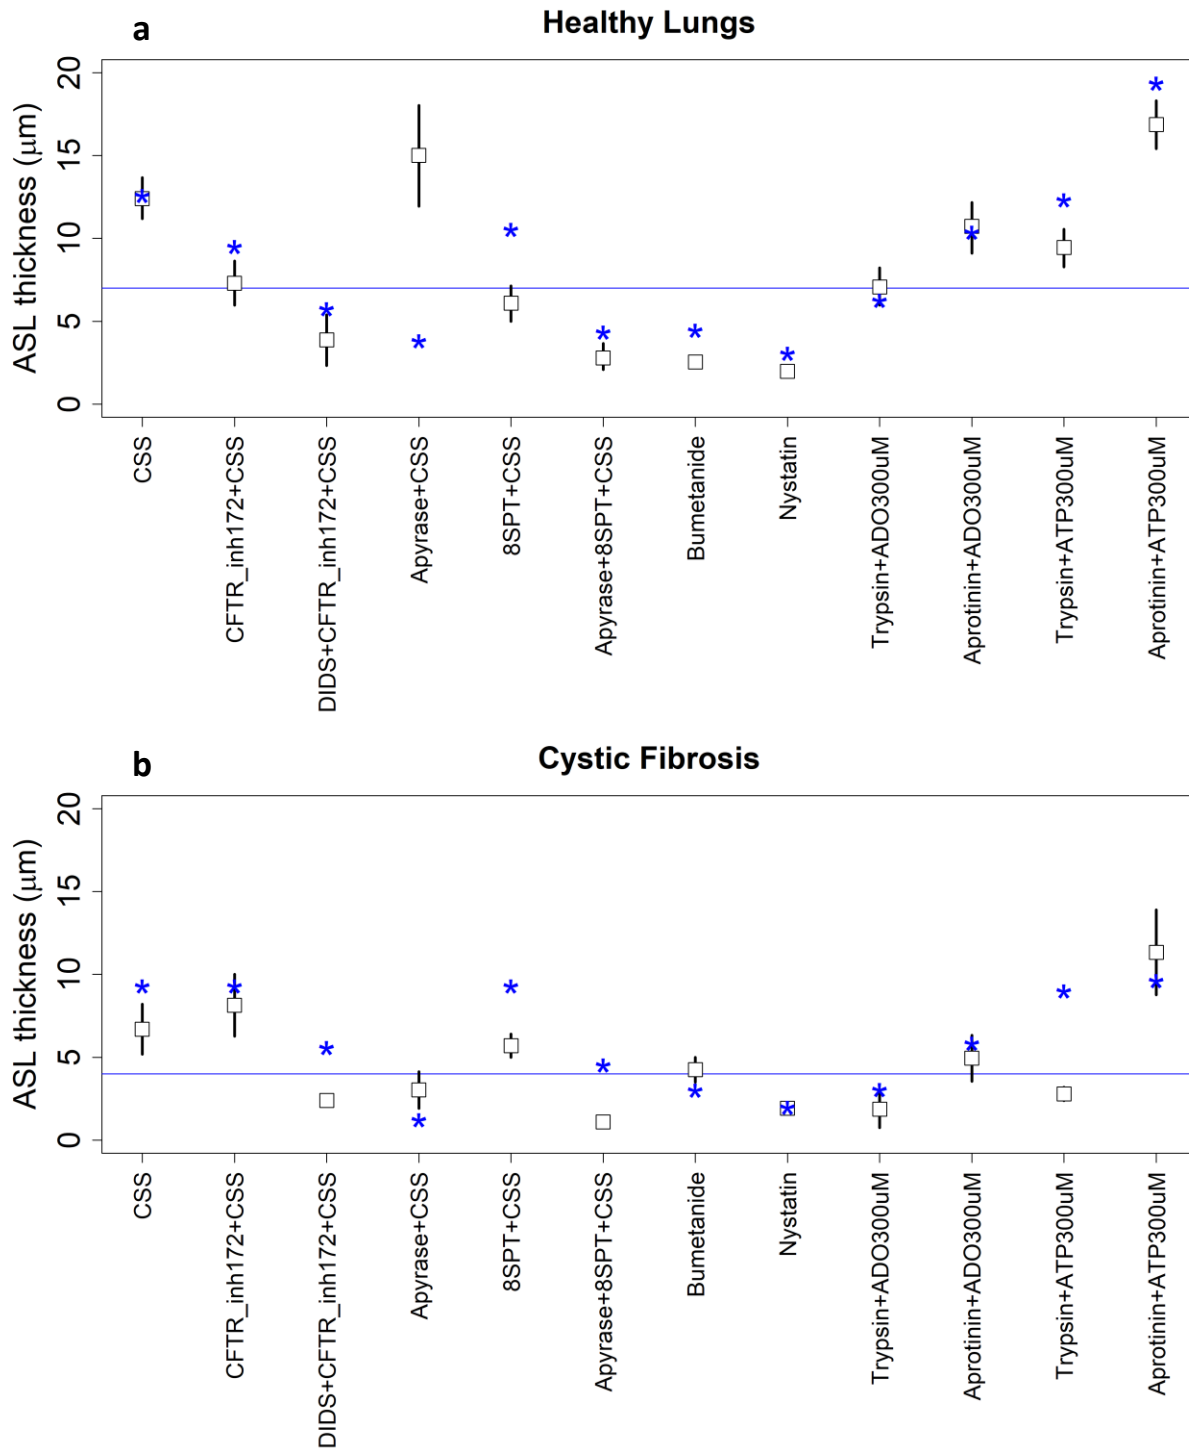 a
Healthy Lungs
ASL thickness (μm)
20
15
10
5
0
CSS
CFTR_inh172+CSS
DIDS+CFTR_inh172+CSS
Apyrase+CSS
8SPT+CSS
Apyrase+8SPT+CSS
Bumetanide
Nystatin
Trypsin+ADO300uM
Aprotinin+ADO300uM
Trypsin+ATP300uM
Aprotinin+ATP300uM
b
Cystic Fibrosis
ASL thickness (μm)
20
15
10
5
0
CSS
CFTR_inh172+CSS
DIDS+CFTR_inh172+CSS
Apyrase+CSS
8SPT+CSS
Apyrase+8SPT+CSS
Bumetanide
Nystatin
Trypsin+ADO300uM
Aprotinin+ADO300uM
Trypsin+ATP300uM
Aprotinin+ATP300uM